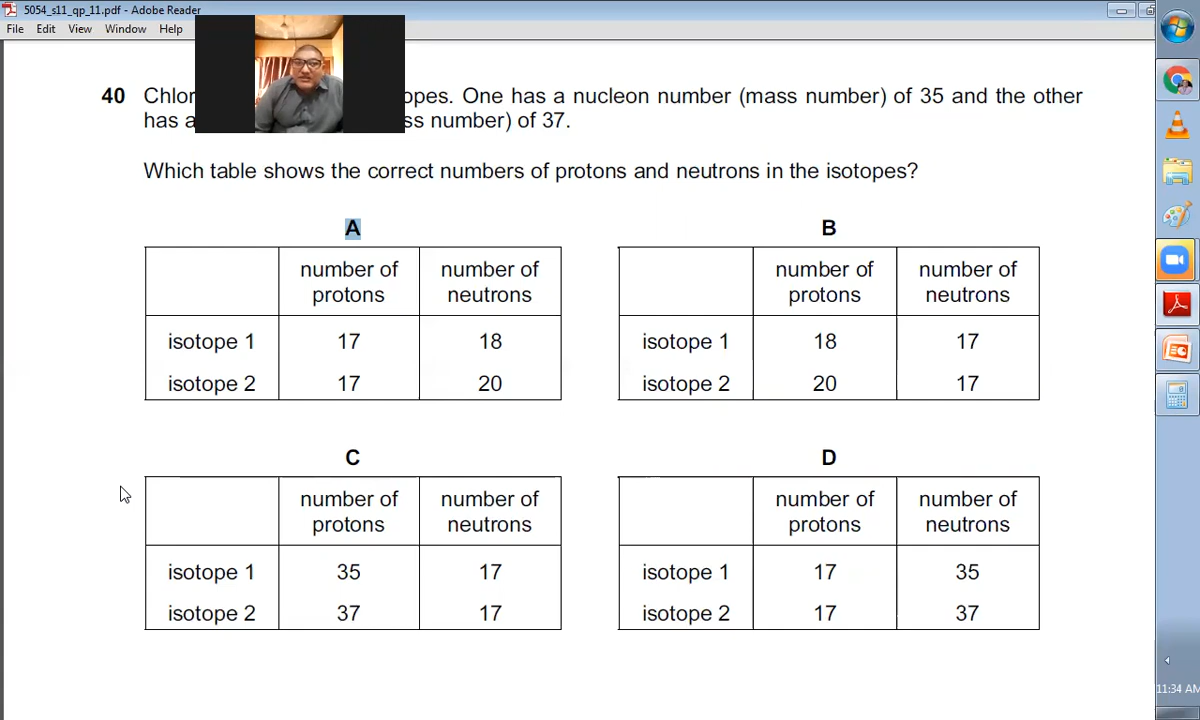 5054_s11_qp_11.pdf - Adobe Reader
File Edit View Window Help
40 Chlor opes. One has a nucleon number (mass number) of 35 and the other
has a ss number) of 37.
Which table shows the correct numbers of protons and neutrons in the isotopes?
A
number of protons number of neutrons
isotope 1 17 18
isotope 2 17 20
B
number of protons number of neutrons
isotope 1 18 17
isotope 2 20 17
C
number of protons number of neutrons
isotope 1 35 17
isotope 2 37 17
D
number of protons number of neutrons
isotope 1 17 35
isotope 2 17 37
11:34 AM